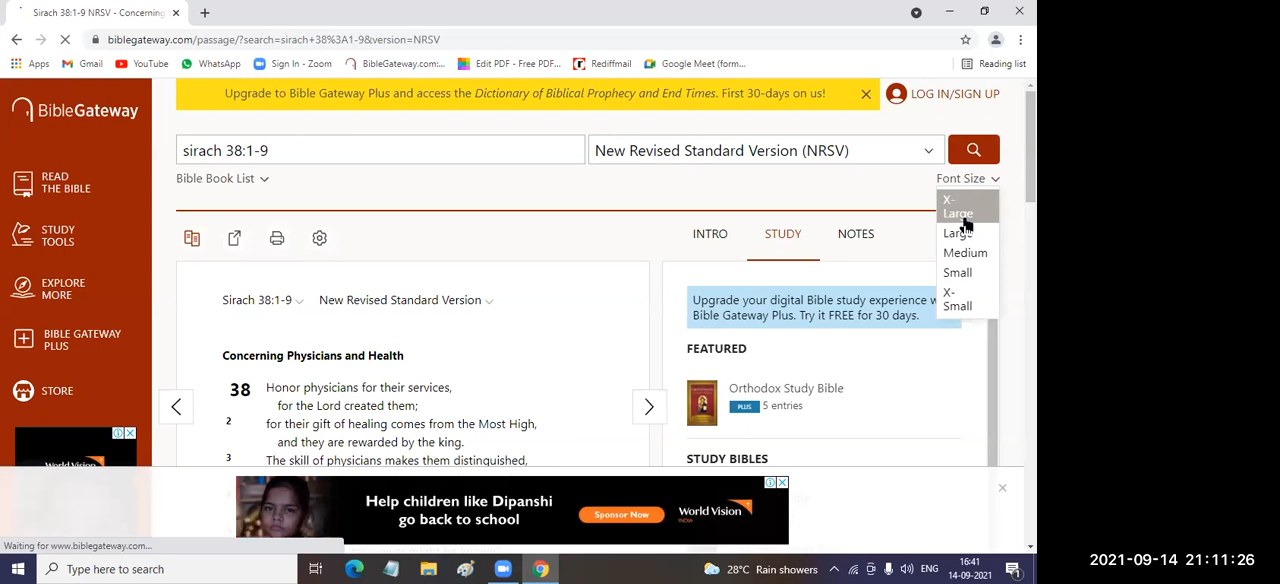 Sirach 38:1-9 NRSV - Concerning
biblegateway.com/passage/?search=sirach+38%3A1-9&version=NRSV
Apps Gmail YouTube WhatsApp Sign In - Zoom BibleGateway.com:... Edit PDF - Free PDF... Rediffmail Google Meet (form... Reading list
BibleGateway
Upgrade to Bible Gateway Plus and access the Dictionary of Biblical Prophecy and End Times. First 30-days on us!
LOG IN/SIGN UP
sirach 38:1-9
New Revised Standard Version (NRSV)
Bible Book List
Font Size
X-
Large
Large
Medium
Small
X-
Small
READ
THE BIBLE
STUDY
TOOLS
EXPLORE
MORE
BIBLE GATEWAY
PLUS
STORE
INTRO STUDY NOTES
Sirach 38:1-9 New Revised Standard Version
Concerning Physicians and Health
38 Honor physicians for their services,
for the Lord created them;
2 for their gift of healing comes from the Most High,
and they are rewarded by the king.
3 The skill of physicians makes them distinguished,
Upgrade your digital Bible study experience w
Bible Gateway Plus. Try it FREE for 30 days.
FEATURED
Orthodox Study Bible
PLUS 5 entries
STUDY BIBLES
World Vision
Help children like Dipanshi
go back to school
Sponsor Now
World Vision
INDIA
Waiting for www.biblegateway.com...
Type here to search
28°C Rain showers
ENG
16:41
14-09-2021
1
2021-09-14 21:11:26